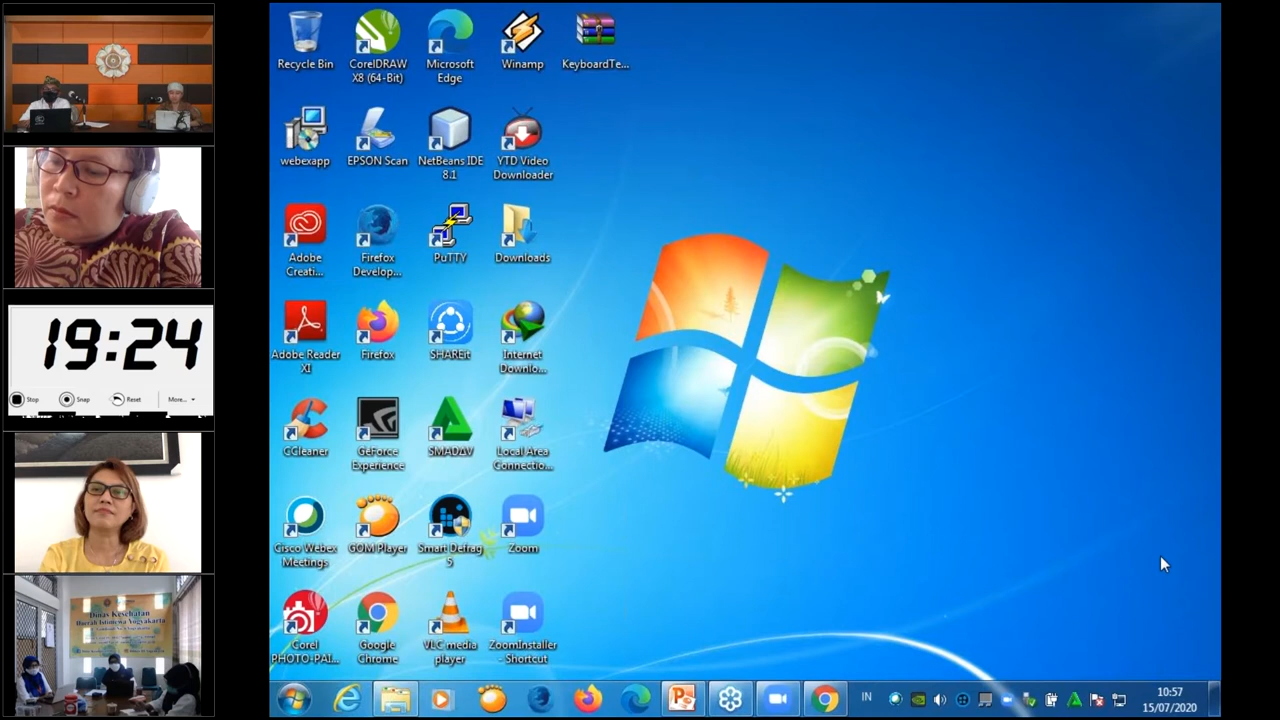 19:24
Stop
Snap
Reset
More...
Dinas Kesehatan
Daerah Istimewa Yogyakarta
Recycle Bin
CorelDRAW
X8 (64-Bit)
Microsoft
Edge
Winamp
KeyboardTe...
webexapp
EPSON Scan
NetBeans IDE
8.1
YTD Video
Downloader
Adobe
Creati...
Firefox
Develop...
PuTTY
Downloads
Adobe Reader
XI
Firefox
SHAREit
Internet
Downlo...
CCleaner
GeForce
Experience
SMADAV
Local Area
Connectio...
Cisco Webex
Meetings
GOM Player
Smart Defrag
5
Zoom
Corel
PHOTO-PAI...
Google
Chrome
VLC media
player
ZoomInstaller
- Shortcut
IN
10:57
15/07/2020